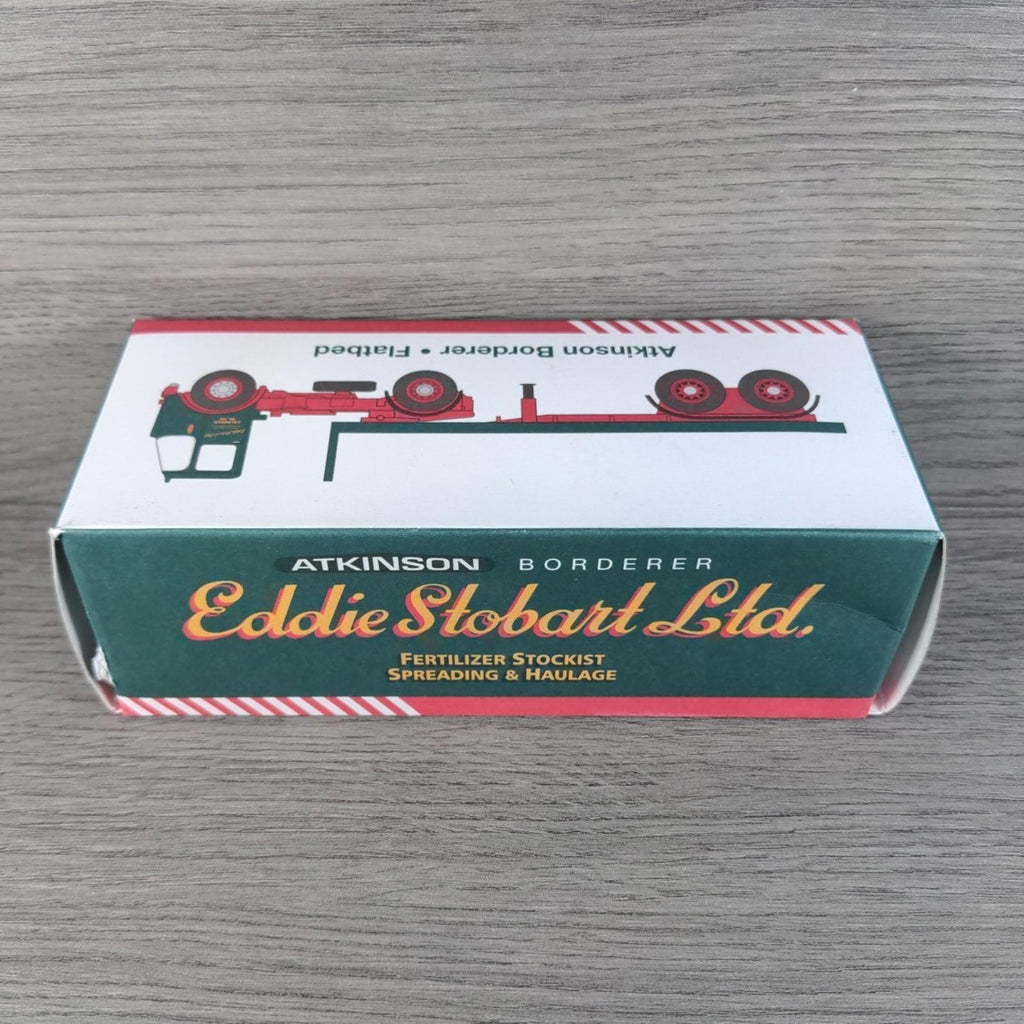 Atkinson Borderer • Flatbed
ATKINSON BORDERER
Eddie Stobart Ltd.
FERTILIZER STOCKIST
SPREADING & HAULAGE